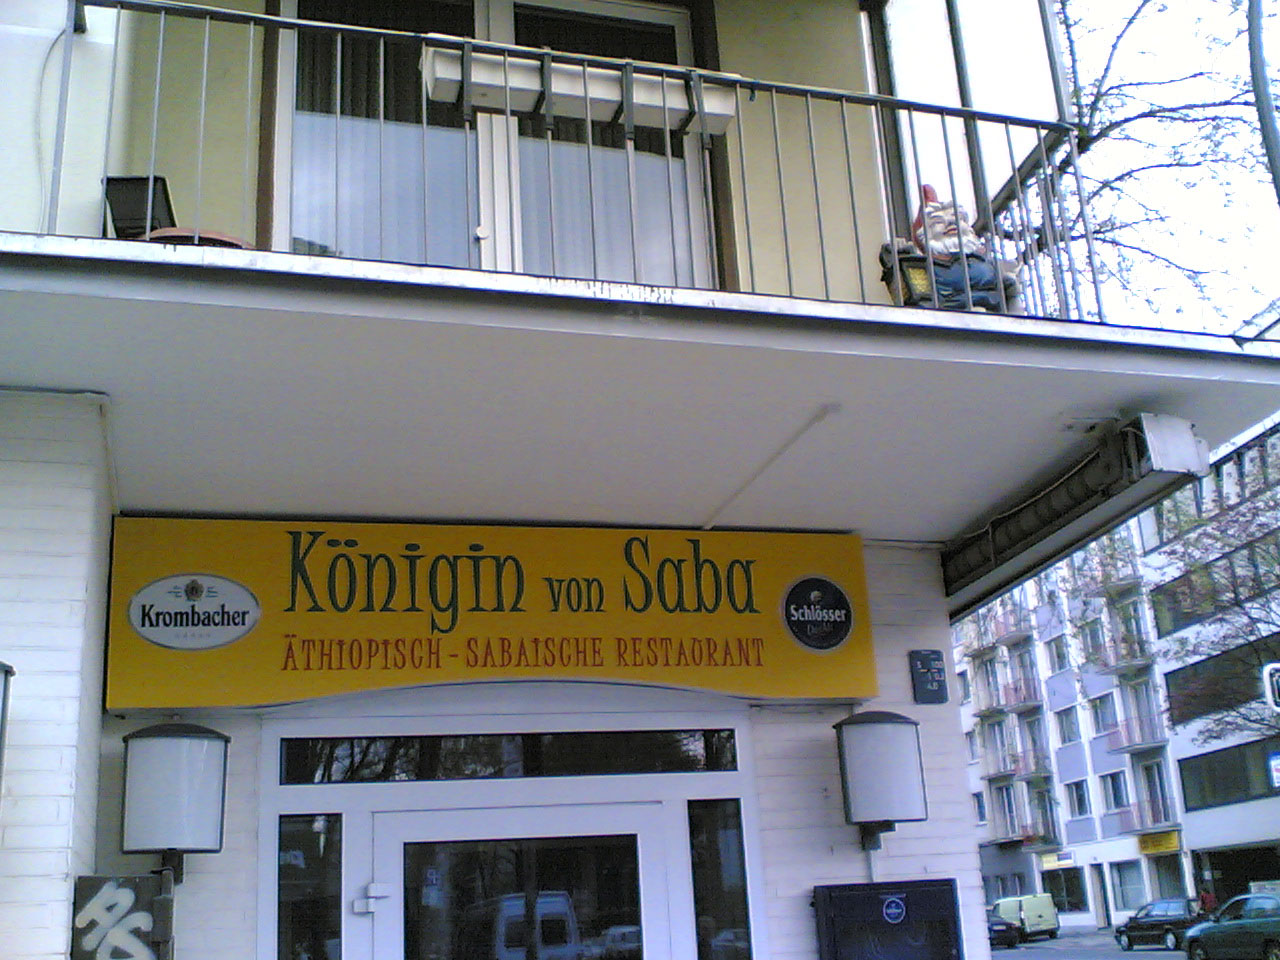 Königin von Saba
Krombacher
Schlösser
ÄTHIOPISCH - SABAISCHE RESTAURANT